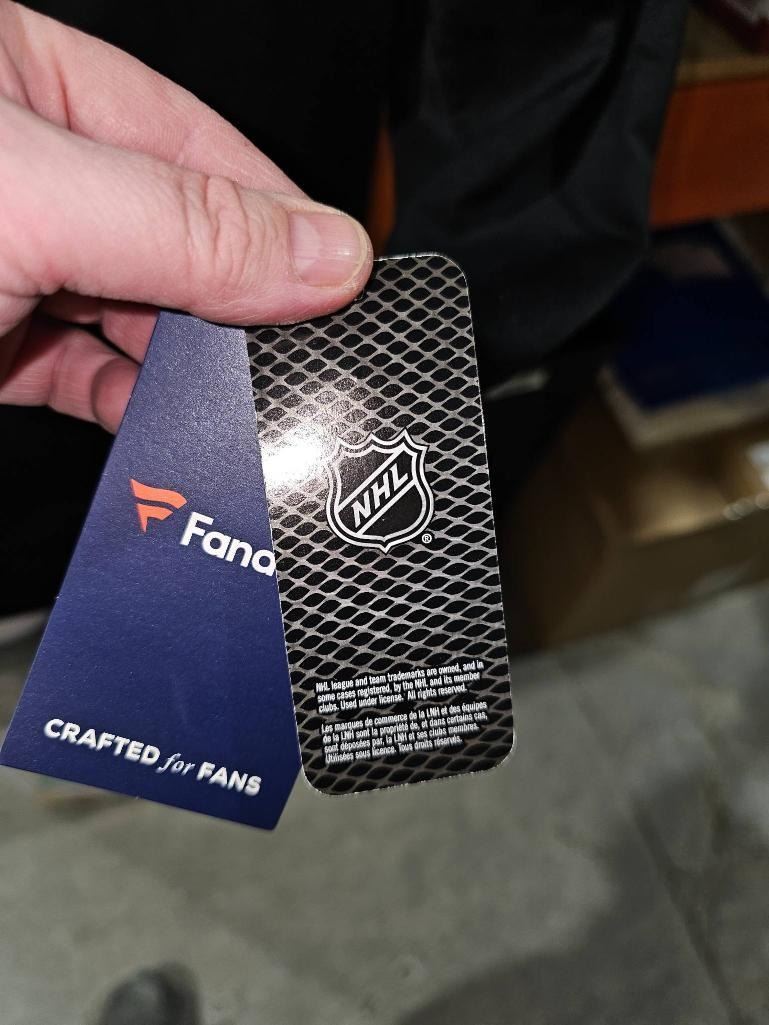 Fana
CRAFTED for FANS
NHL
®
NHL league and team trademarks are owned, and in
some cases registered, by the NHL and its member
clubs. Used under license. All rights reserved.
Les marques de commerce de la LNH et des équipes
de la LNH sont la propriété de, et dans certains cas,
sont déposées par, la LNH et ses clubs membres.
Utilisées sous licence. Tous droits réservés.